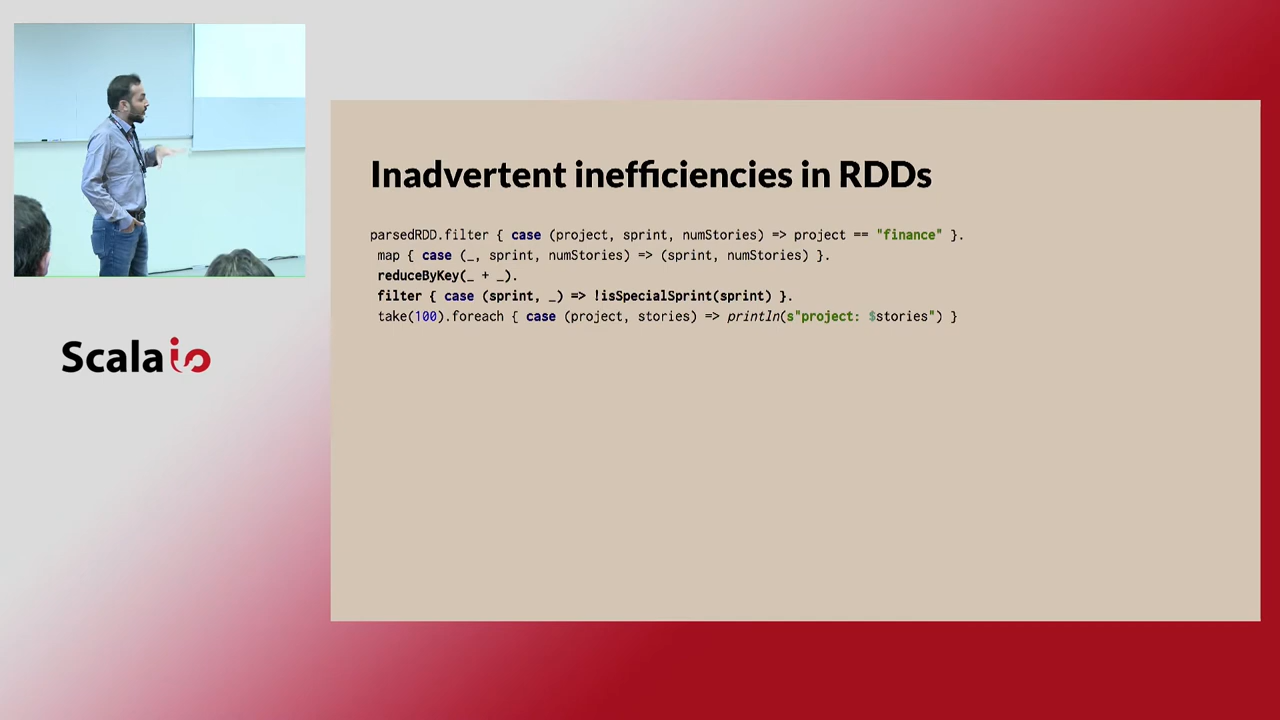 Inadvertent inefficiencies in RDDs
parsedRDD.filter { case (project, sprint, numStories) => project == "finance" }.
map { case (_, sprint, numStories) => (sprint, numStories) }.
reduceByKey(_ + _).
filter { case (sprint, _) => !isSpecialSprint(sprint) }.
take(100).foreach { case (project, stories) => println(s"project: $stories") }
Scala io